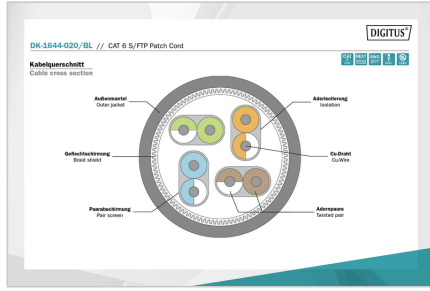 DIGITUS®
DK-1644-020/BL // CAT 6 S/FTP Patch Cord
Kabelquerschnitt
Cable cross section
Außenmantel
Outer jacket
Aderisolierung
Isolation
Geflechtschirmung
Braid shield
Cu-Draht
Cu-Wire
Paarabschirmung
Pair screen
Adernpaare
Twisted pair